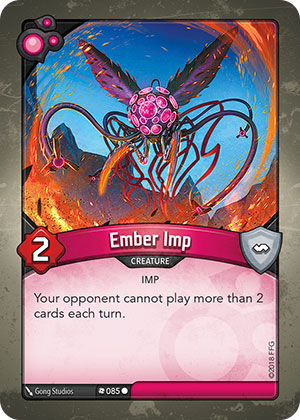 Ember Imp
2
CREATURE
IMP
Your opponent cannot play more than 2
cards each turn.
Gong Studios
085
©2018 FFG